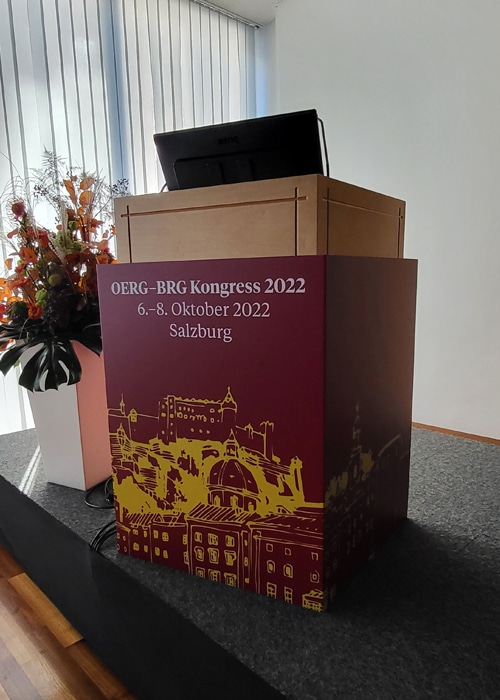 OERG–BRG Kongress 2022
6.–8. Oktober 2022
Salzburg